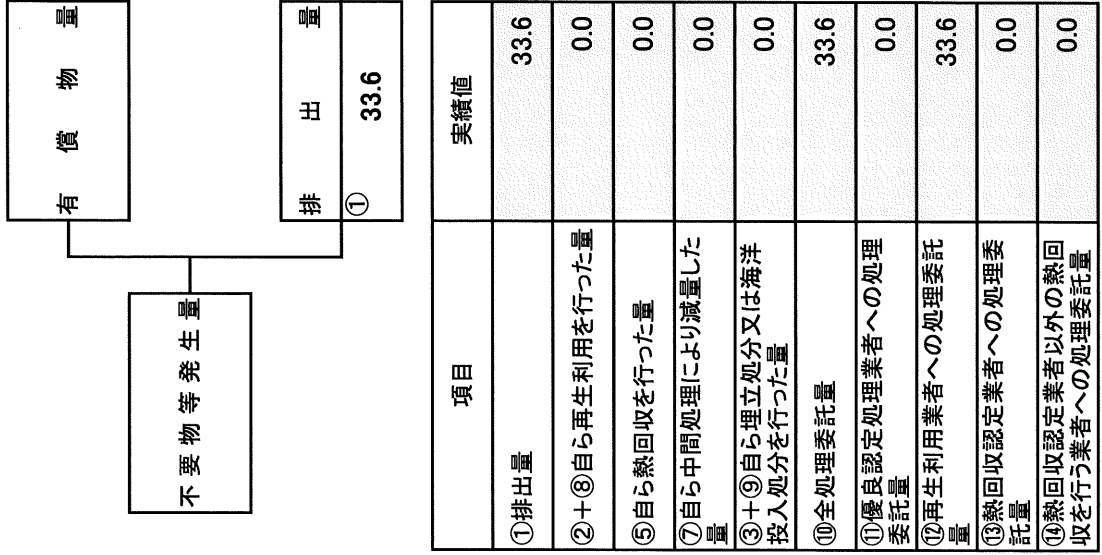 不要物等発生量
有償物量
排出量
①
33.6
項目 実績値
①排出量 33.6
②+⑧自ら再生利用を行った量 0.0
⑤自ら熱回収を行った量 0.0
⑦自ら中間処理により減量した
量 0.0
③+⑨自ら埋立処分又は海洋
投入処分を行った量 0.0
⑩全処理委託量 33.6
⑪優良認定処理業者への処理
委託量 0.0
⑫再生利用業者への処理委託
量 33.6
⑬熱回収認定業者への処理委
託量 0.0
⑭熱回収認定業者以外の熱回
収を行う業者への処理委託量 0.0